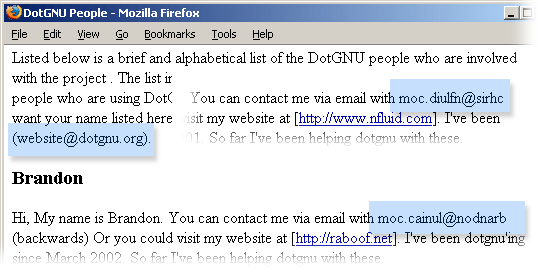 DotGNU People - Mozilla Firefox
File Edit View Go Bookmarks Tools Help
Listed below is a brief and alphabetical list of the DotGNU people who are involved
with the project . The list
people who are using Dot You can contact me via email with moc.diulfn@sirhc
want your name listed here visit my website at [http://www.nfluid.com]. I've been
(website@dotgnu.org). 01. So far I've been helping dotgnu with these.
Brandon
Hi, My name is Brandon. You can contact me via email with moc.cainul@nodnarb
(backwards) Or you could visit my website at [http://raboof.net]. I've been dotgnu'ing
since March 2002. So far I've been helping dotgnu with these